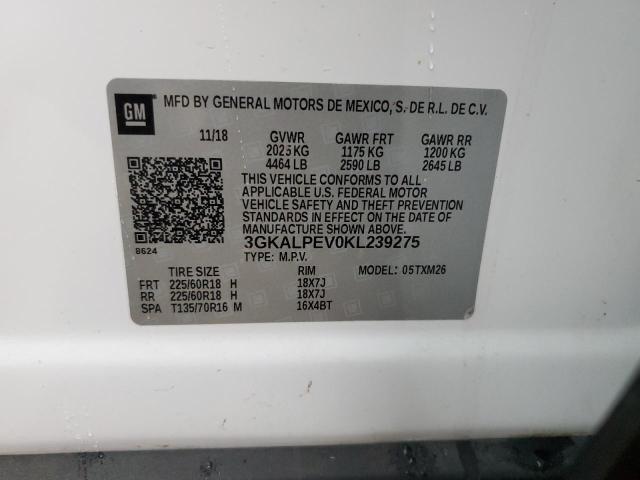 GM MFD BY GENERAL MOTORS DE MEXICO, S. DE R.L. DE C.V.
11/18 GVWR GAWR FRT GAWR RR
2025 KG 1175 KG 1200 KG
4464 LB 2590 LB 2645 LB
THIS VEHICLE CONFORMS TO ALL
APPLICABLE U.S. FEDERAL MOTOR
VEHICLE SAFETY AND THEFT PREVENTION
STANDARDS IN EFFECT ON THE DATE OF
MANUFACTURE SHOWN ABOVE.
3GKALPEV0KL239275
8624
TYPE: M.P.V.
TIRE SIZE RIM MODEL: 05TXM26
FRT 225/60R18 H 18X7J
RR 225/60R18 H 18X7J
SPA T135/70R16 M 16X4BT